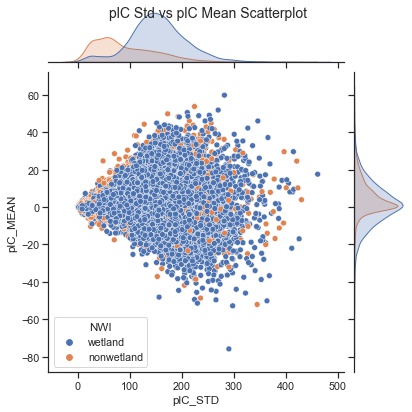 pIC Std vs pIC Mean Scatterplot
60
40
20
0
−20
−40
−60
−80
pIC_MEAN
NWI
wetland
nonwetland
0 100 200 300 400 500
pIC_STD